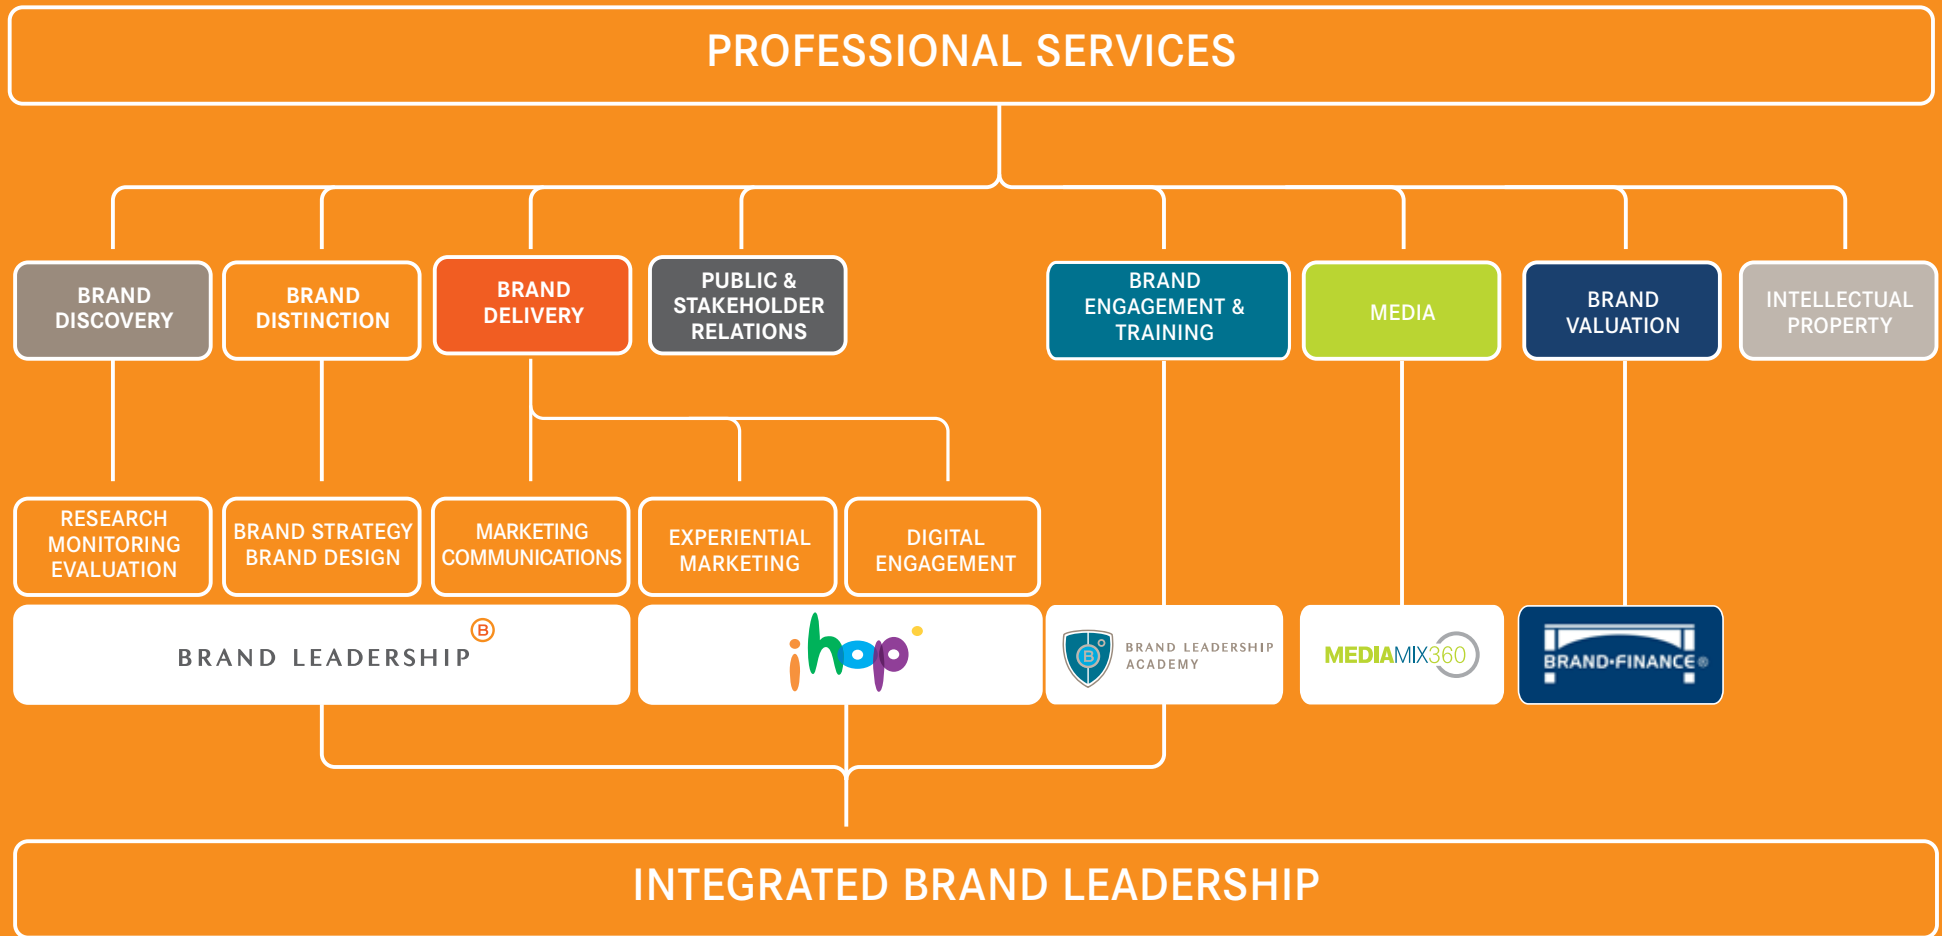 PROFESSIONAL SERVICES
BRAND
DISCOVERY
BRAND
DISTINCTION
BRAND
DELIVERY
PUBLIC &
STAKEHOLDER
RELATIONS
BRAND
ENGAGEMENT &
TRAINING
MEDIA
BRAND
VALUATION
INTELLECTUAL
PROPERTY
RESEARCH
MONITORING
EVALUATION
BRAND STRATEGY
BRAND DESIGN
MARKETING
COMMUNICATIONS
EXPERIENTIAL
MARKETING
DIGITAL
ENGAGEMENT
BRAND LEADERSHIP B
ihop
B
BRAND LEADERSHIP
ACADEMY
MEDIAMIX360
BRAND·FINANCE®
INTEGRATED BRAND LEADERSHIP